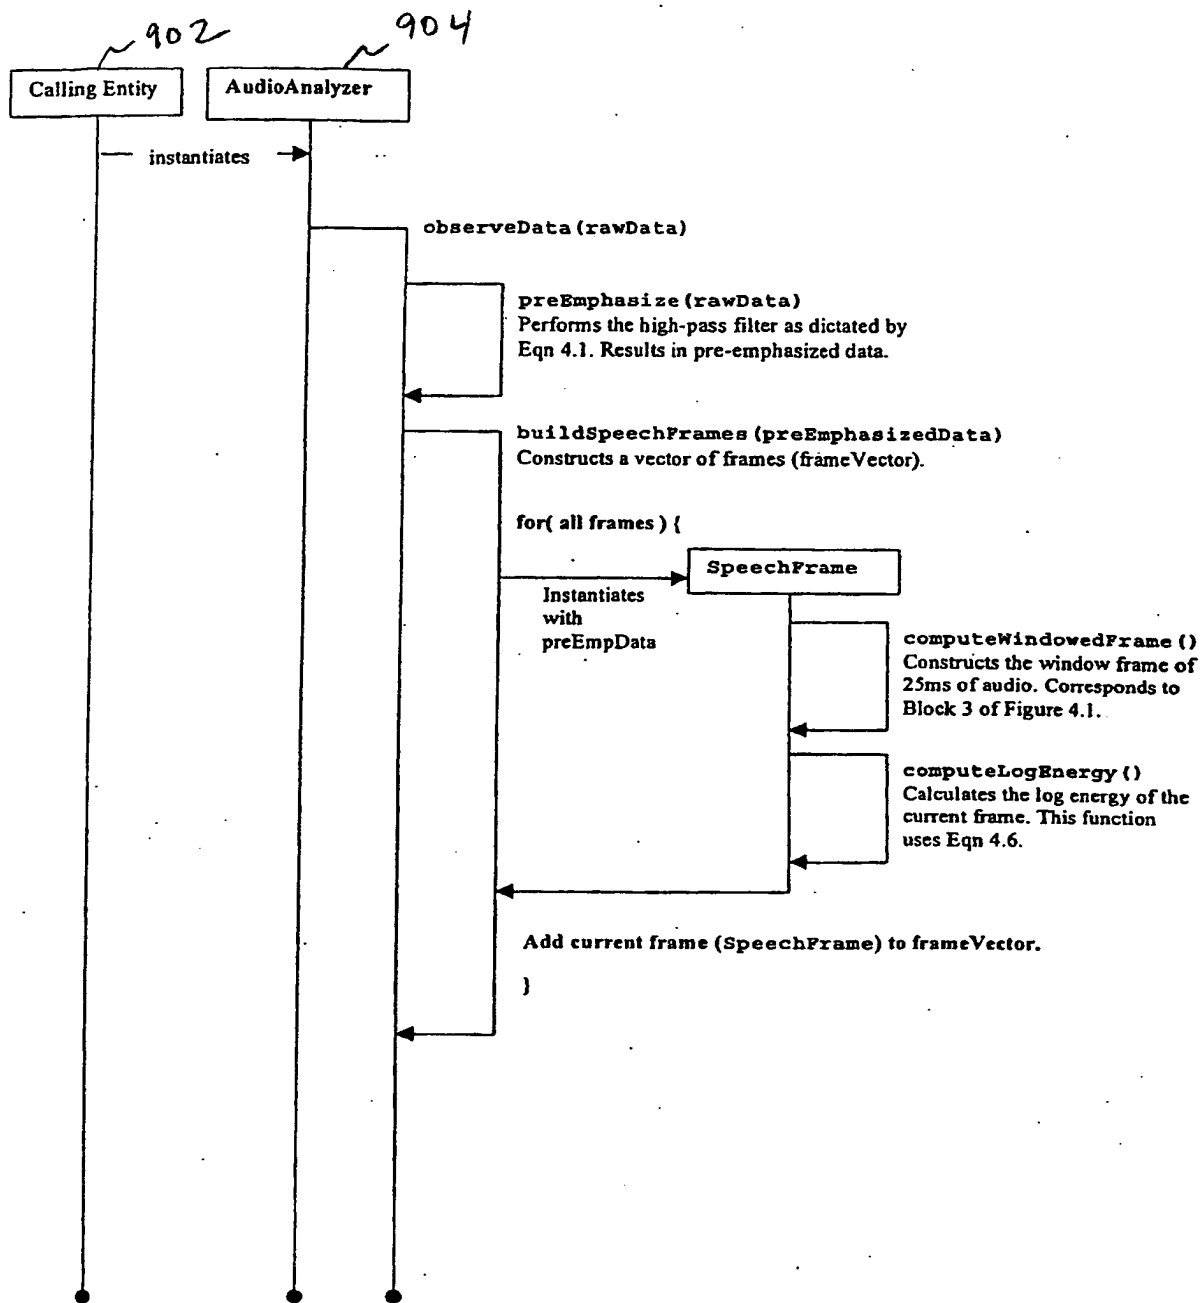 902
904
Calling Entity
AudioAnalyzer
instantiates
observeData(rawData)
preEmphasize(rawData)
Performs the high-pass filter as dictated by
Eqn 4.1. Results in pre-emphasized data.
buildSpeechFrames(preEmphasizedData)
Constructs a vector of frames (frameVector).
for( all frames ) {
SpeechFrame
Instantiates
with
preEmpData
computeWindowedFrame()
Constructs the window frame of
25ms of audio. Corresponds to
Block 3 of Figure 4.1.
computeLogEnergy()
Calculates the log energy of the
current frame. This function
uses Eqn 4.6.
Add current frame (SpeechFrame) to frameVector.
}